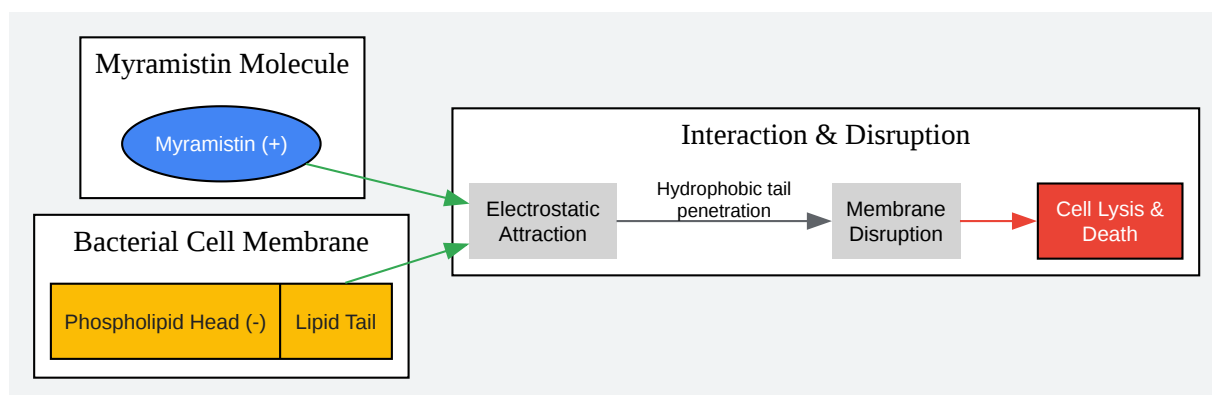 Myramistin Molecule
Myramistin (+)
Bacterial Cell Membrane
Phospholipid Head (-)
Lipid Tail
Interaction & Disruption
Electrostatic
Attraction
Hydrophobic tail
penetration
Membrane
Disruption
Cell Lysis &
Death